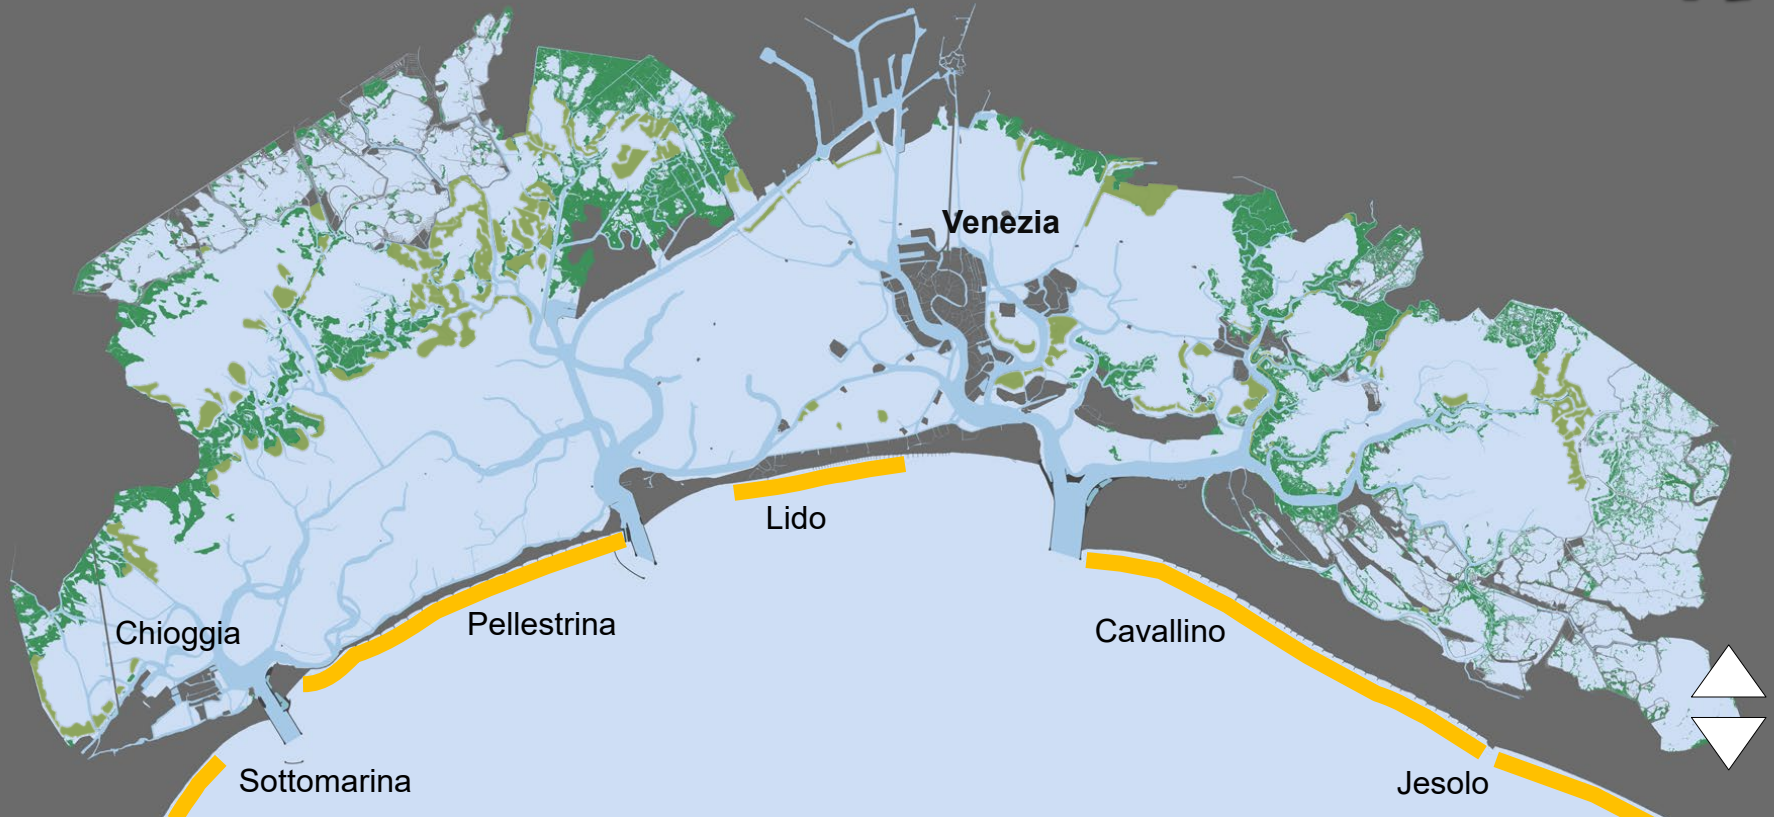 Venezia
Lido
Chioggia
Pellestrina
Cavallino
Sottomarina
Jesolo